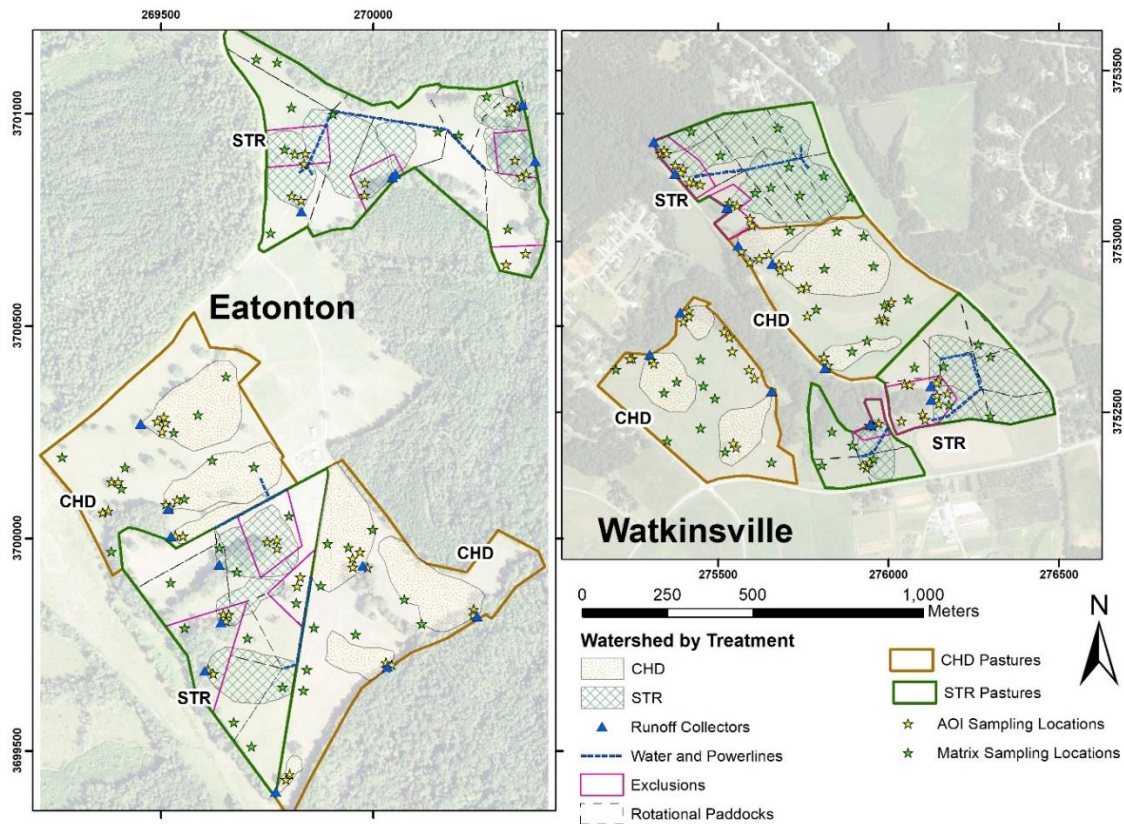 269500
270000
3701000
3700500
3700000
3699500
STR
Eatonton
CHD
CHD
STR
3753500
3753000
3752500
STR
CHD
CHD
STR
Watkinsville
275500
276000
276500
0 250 500 1,000
Meters
N
Watershed by Treatment
CHD
STR
Runoff Collectors
Water and Powerlines
Exclusions
Rotational Paddocks
CHD Pastures
STR Pastures
AOI Sampling Locations
Matrix Sampling Locations